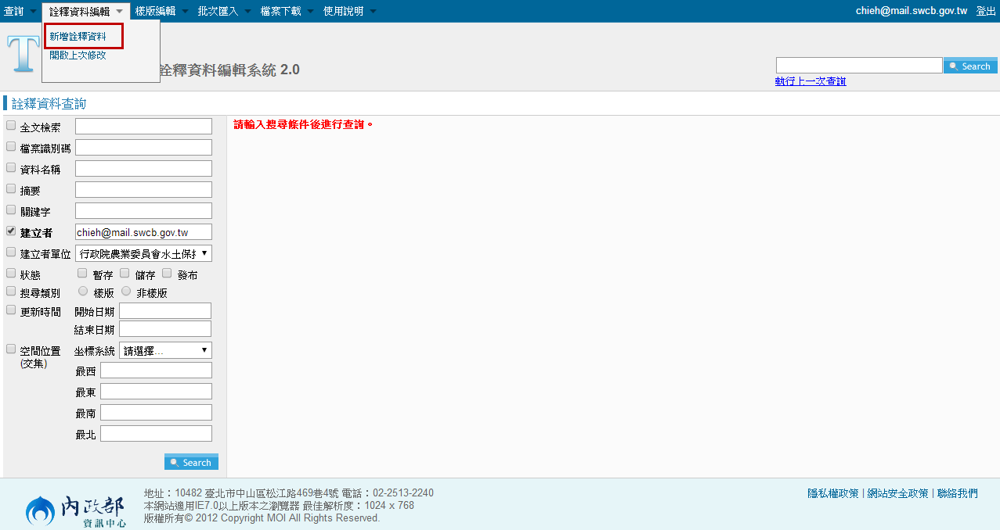 查詢 詮釋資料編輯 樣版編輯 批次匯入 檔案下載 使用說明 chieh@mail.swcb.gov.tw 登出
新增詮釋資料
開啟上次修改
T 詮釋資料編輯系統 2.0
Search
執行上一次查詢
詮釋資料查詢
全文檢索
請輸入搜尋條件後進行查詢。
檔案識別碼
資料名稱
摘要
關鍵字
建立者 chieh@mail.swcb.gov.tw
建立者單位 行政院農業委員會水土保持
狀態 暫存 儲存 發布
搜尋類別 樣版 非樣版
更新時間 開始日期
結束日期
空間位置 坐標系統 請選擇...
(交集)
最西
最東
最南
最北
Search
內政部
資訊中心
地址：10482 臺北市中山區松江路469巷4號 電話：02-2513-2240
本網站適用IE7.0以上版本之瀏覽器 最佳解析度：1024 x 768
版權所有© 2012 Copyright MOI All Rights Reserved.
隱私權政策 | 網站安全政策 | 聯絡我們